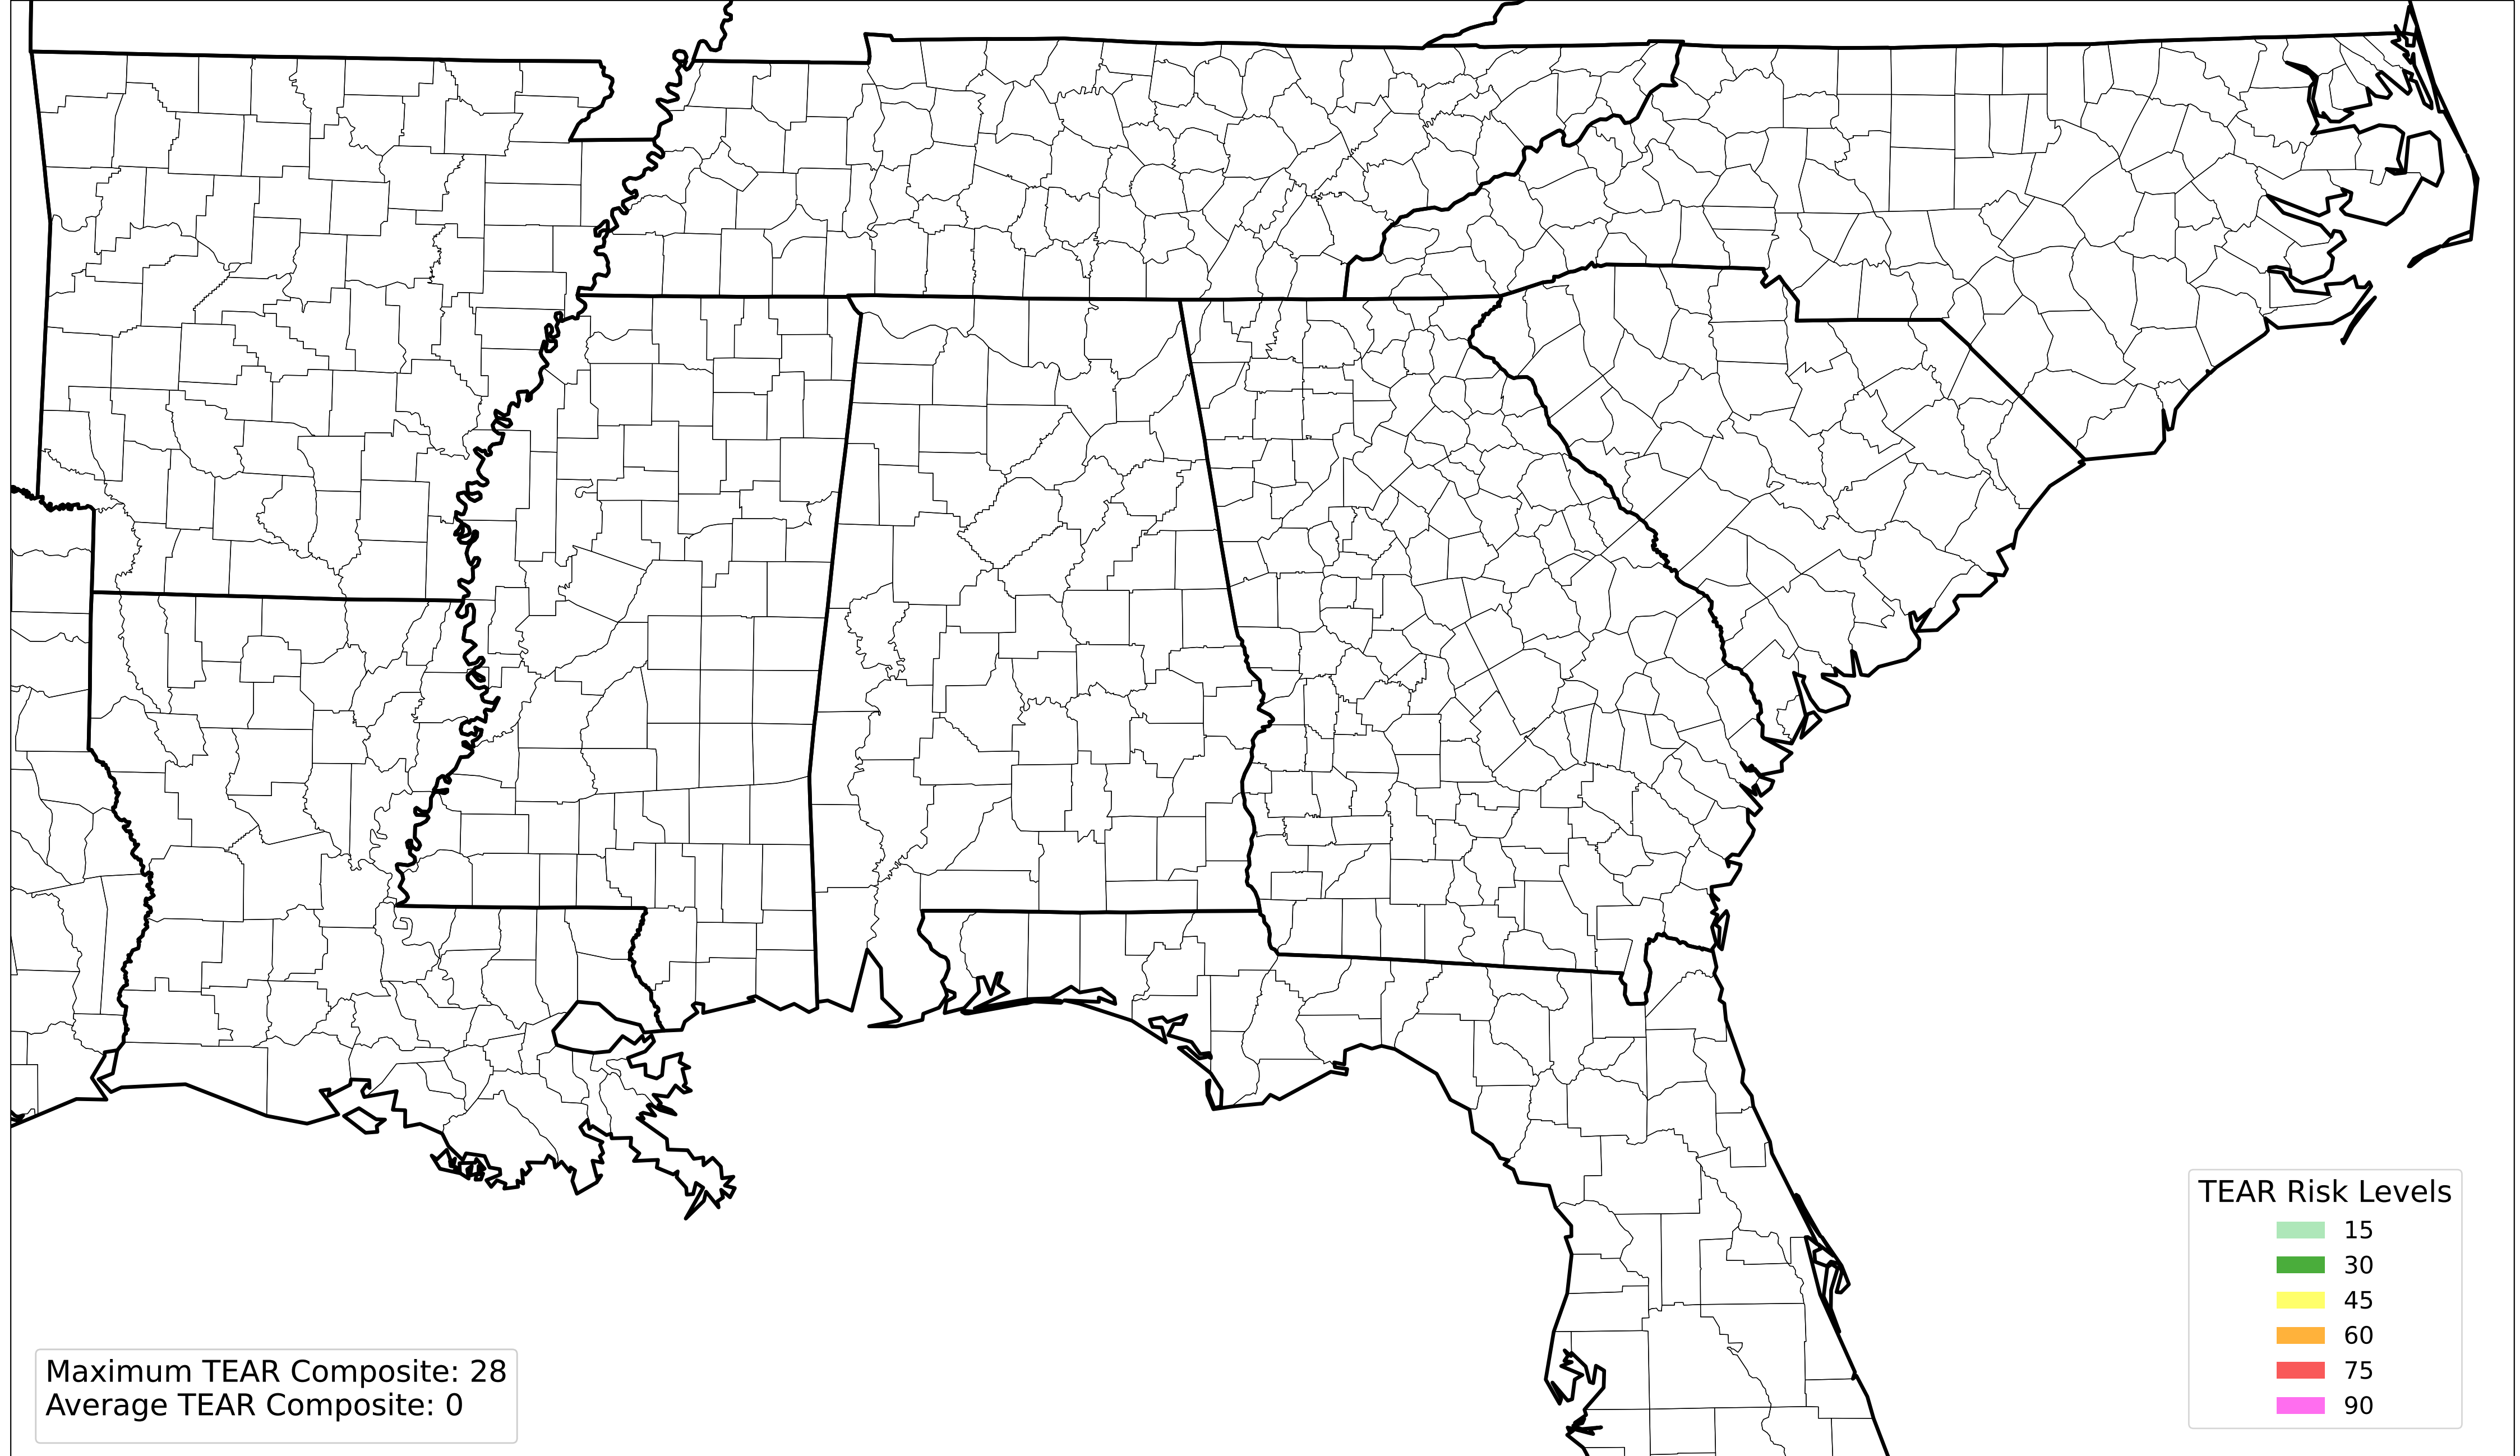 TEAR Risk Levels
15
30
45
60
75
90
Maximum TEAR Composite: 28
Average TEAR Composite: 0